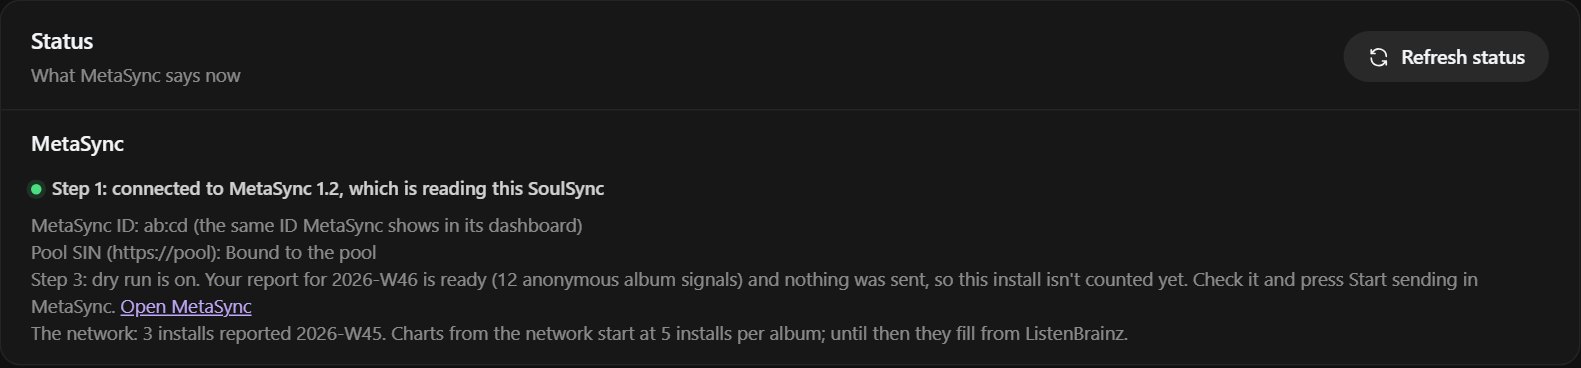 Status
What MetaSync says now
Refresh status
MetaSync
Step 1: connected to MetaSync 1.2, which is reading this SoulSync
MetaSync ID: ab:cd (the same ID MetaSync shows in its dashboard)
Pool SIN (https://pool): Bound to the pool
Step 3: dry run is on. Your report for 2026-W46 is ready (12 anonymous album signals) and nothing was sent, so this install isn't counted yet. Check it and press Start sending in
MetaSync. Open MetaSync
The network: 3 installs reported 2026-W45. Charts from the network start at 5 installs per album; until then they fill from ListenBrainz.